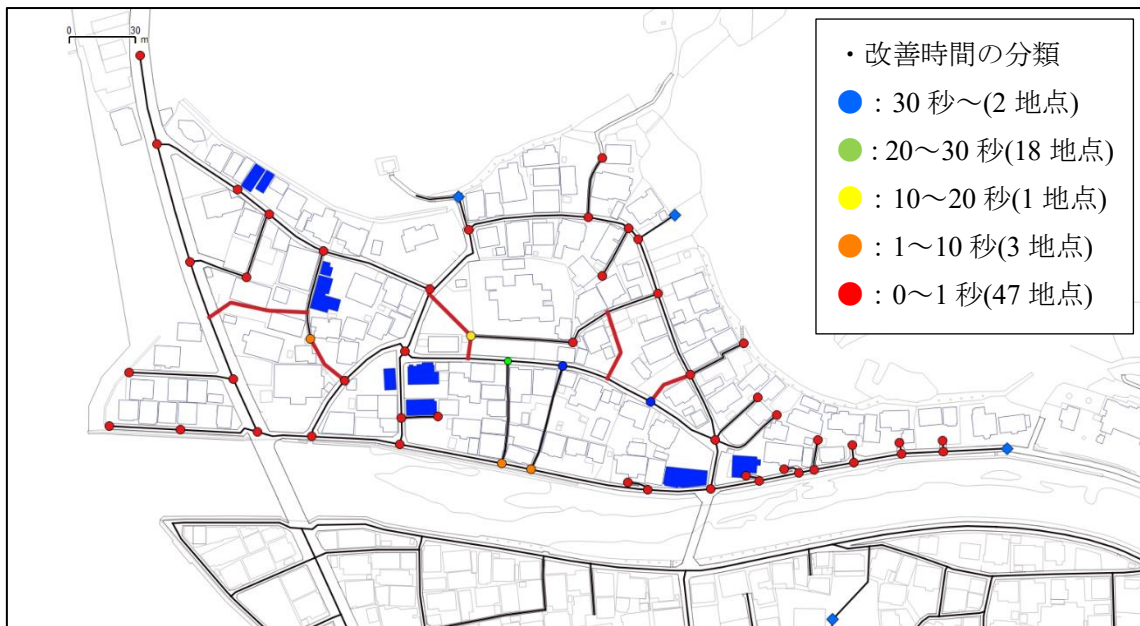 0 30
m
・改善時間の分類
：30 秒～(2 地点)
：20～30 秒(18 地点)
：10～20 秒(1 地点)
：1～10 秒(3 地点)
：0～1 秒(47 地点)